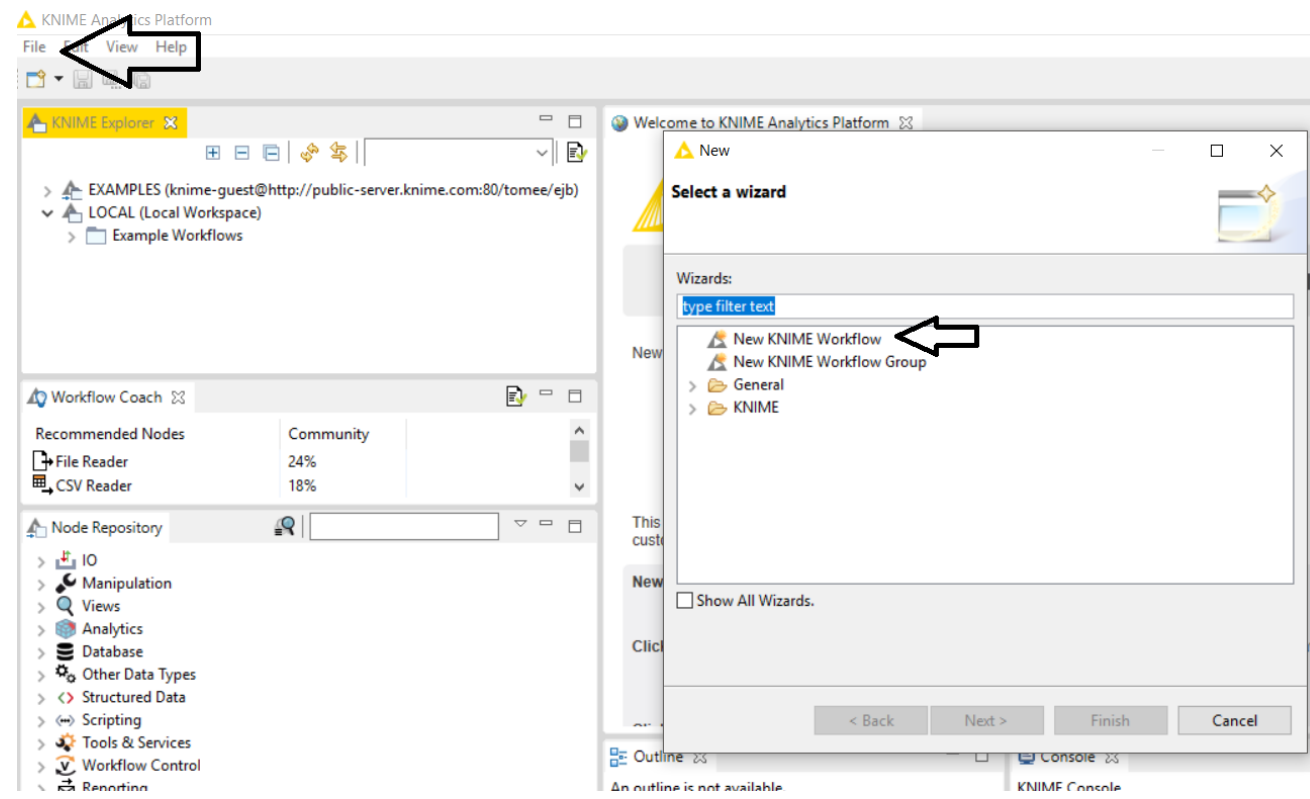 KNIME Analytics Platform
File Edit View Help
KNIME Explorer
EXAMPLES (knime-guest@http://public-server.knime.com:80/tomee/ejb)
LOCAL (Local Workspace)
Example Workflows
Workflow Coach
Recommended Nodes Community
File Reader 24%
CSV Reader 18%
Node Repository
IO
Manipulation
Views
Analytics
Database
Other Data Types
Structured Data
Scripting
Tools & Services
Workflow Control
Reporting
Welcome to KNIME Analytics Platform
New
This
New
Outline
An outline is not available.
Console
KNIME Console
New
Select a wizard
Wizards:
type filter text
New KNIME Workflow
New KNIME Workflow Group
General
KNIME
Show All Wizards.
< Back Next > Finish Cancel